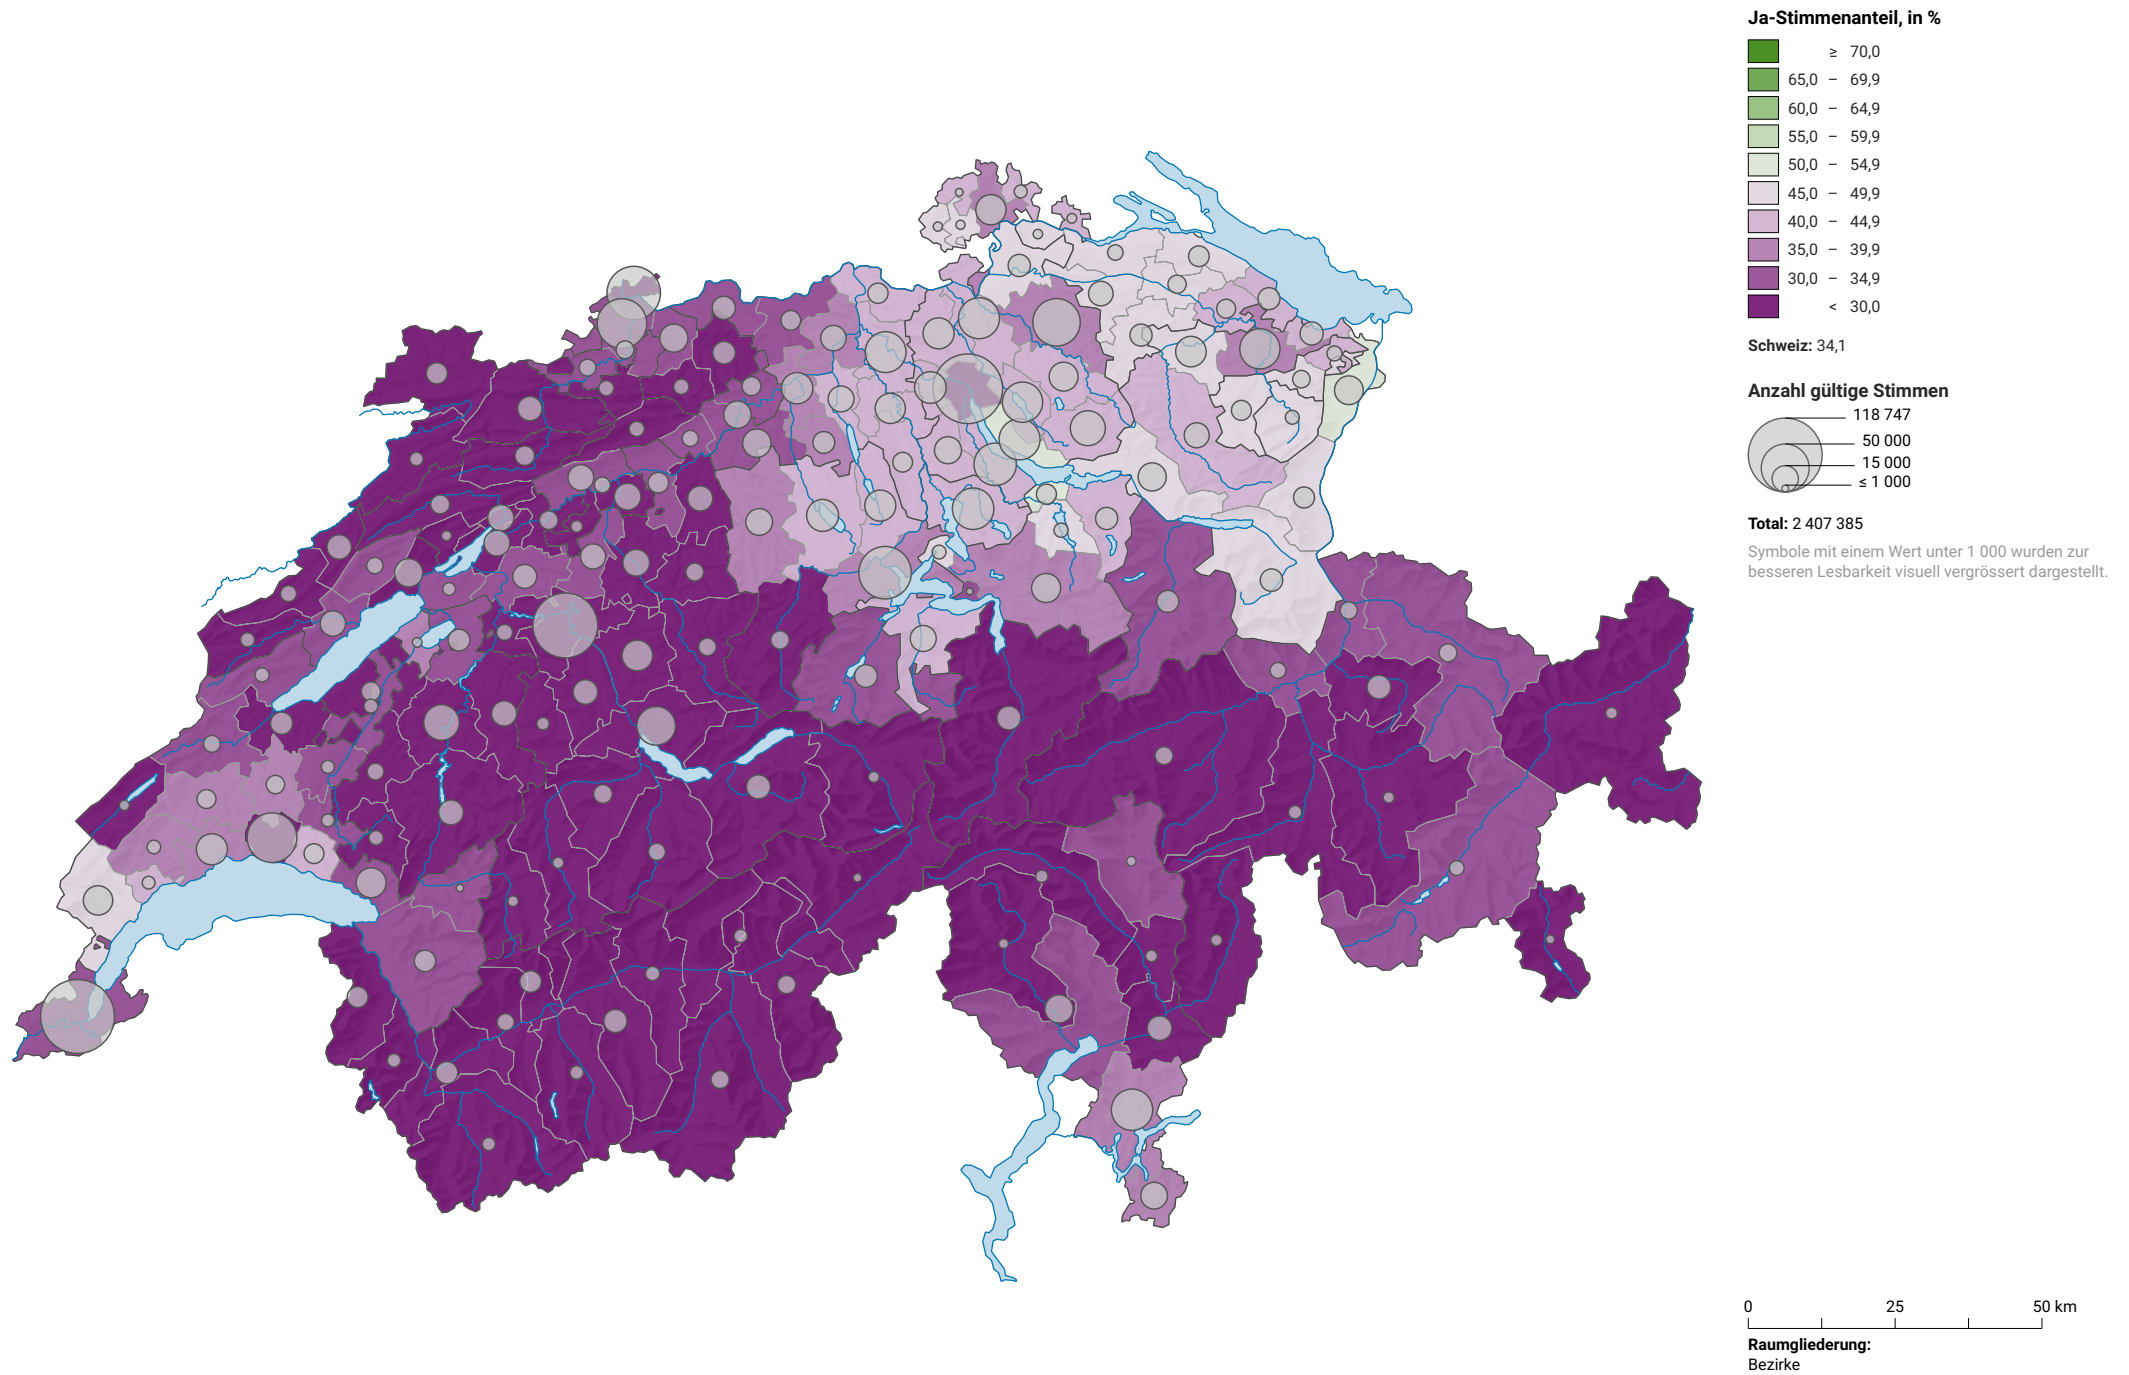 Ja-Stimmenanteil, in %
≥ 70,0
65,0 – 69,9
60,0 – 64,9
55,0 – 59,9
50,0 – 54,9
45,0 – 49,9
40,0 – 44,9
35,0 – 39,9
30,0 – 34,9
< 30,0
Schweiz: 34,1
Anzahl gültige Stimmen
118 747
50 000
15 000
≤ 1 000
Total: 2 407 385
Symbole mit einem Wert unter 1 000 wurden zur
besseren Lesbarkeit visuell vergrössert dargestellt.
0 25 50 km
Raumgliederung:
Bezirke